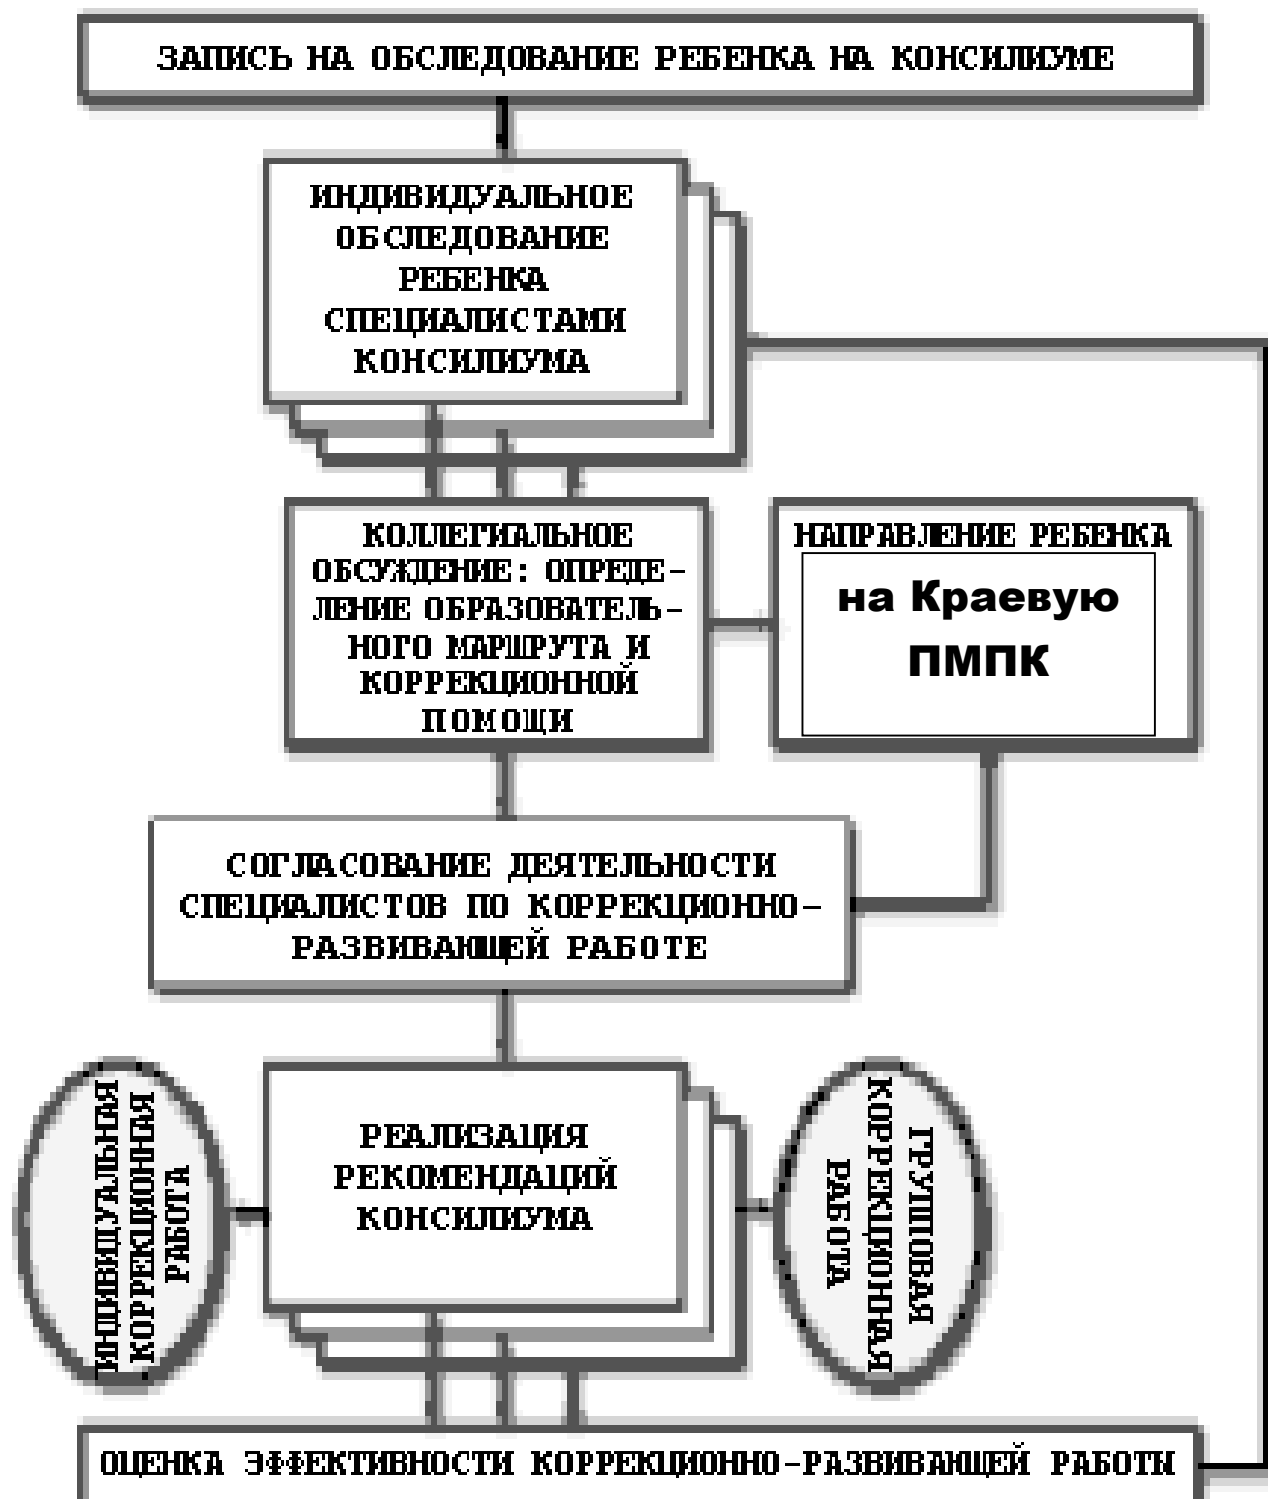 ЗАПИСЬ НА ОБСЛЕДОВАНИЕ РЕБЕНКА НА КОНСИЛИУМЕ
ИНДИВИДУАЛЬНОЕ
ОБСЛЕДОВАНИЕ
РЕБЕНКА
СПЕЦИАЛИСТАМИ
КОНСИЛИУМА
КОЛЛЕГИАЛЬНОЕ
ОБСУЖДЕНИЕ: ОПРЕДЕ-
ЛЕНИЕ ОБРАЗОВАТЕЛЬ-
НОГО МАРШРУТА И
КОРРЕКЦИОННОЙ
ПОМОЩИ
НАПРАВЛЕНИЕ РЕБЕНКА
на Краевую
ПМПК
СОГЛАСОВАНИЕ ДЕЯТЕЛЬНОСТИ
СПЕЦИАЛИСТОВ ПО КОРРЕКЦИОННО-
РАЗВИВАЮЩЕЙ РАБОТЕ
ИНДИВИДУАЛЬНАЯ
КОРРЕКЦИОННАЯ
РАБОТА
РЕАЛИЗАЦИЯ
РЕКОМЕНДАЦИЙ
КОНСИЛИУМА
ГРУППОВАЯ
КОРРЕКЦИОННАЯ
РАБОТА
ОЦЕНКА ЭФФЕКТИВНОСТИ КОРРЕКЦИОННО-РАЗВИВАЮЩЕЙ РАБОТЫ